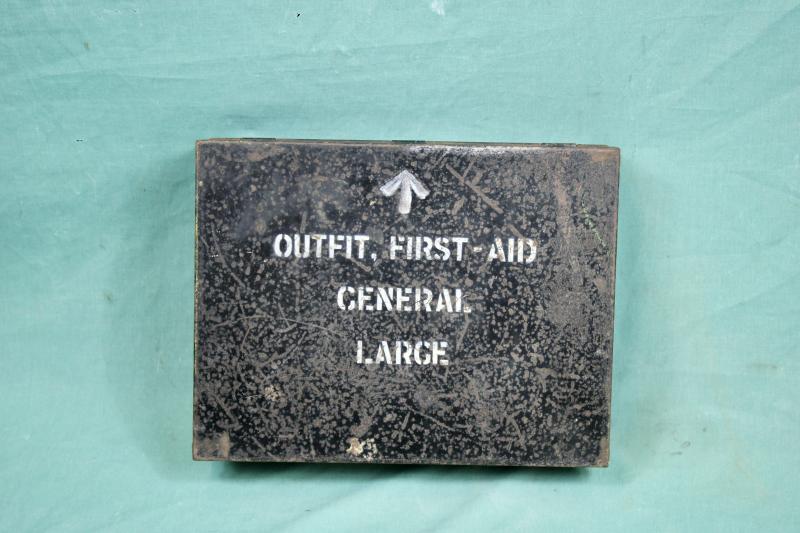 OUTFIT, FIRST-AID
GENERAL
LARGE